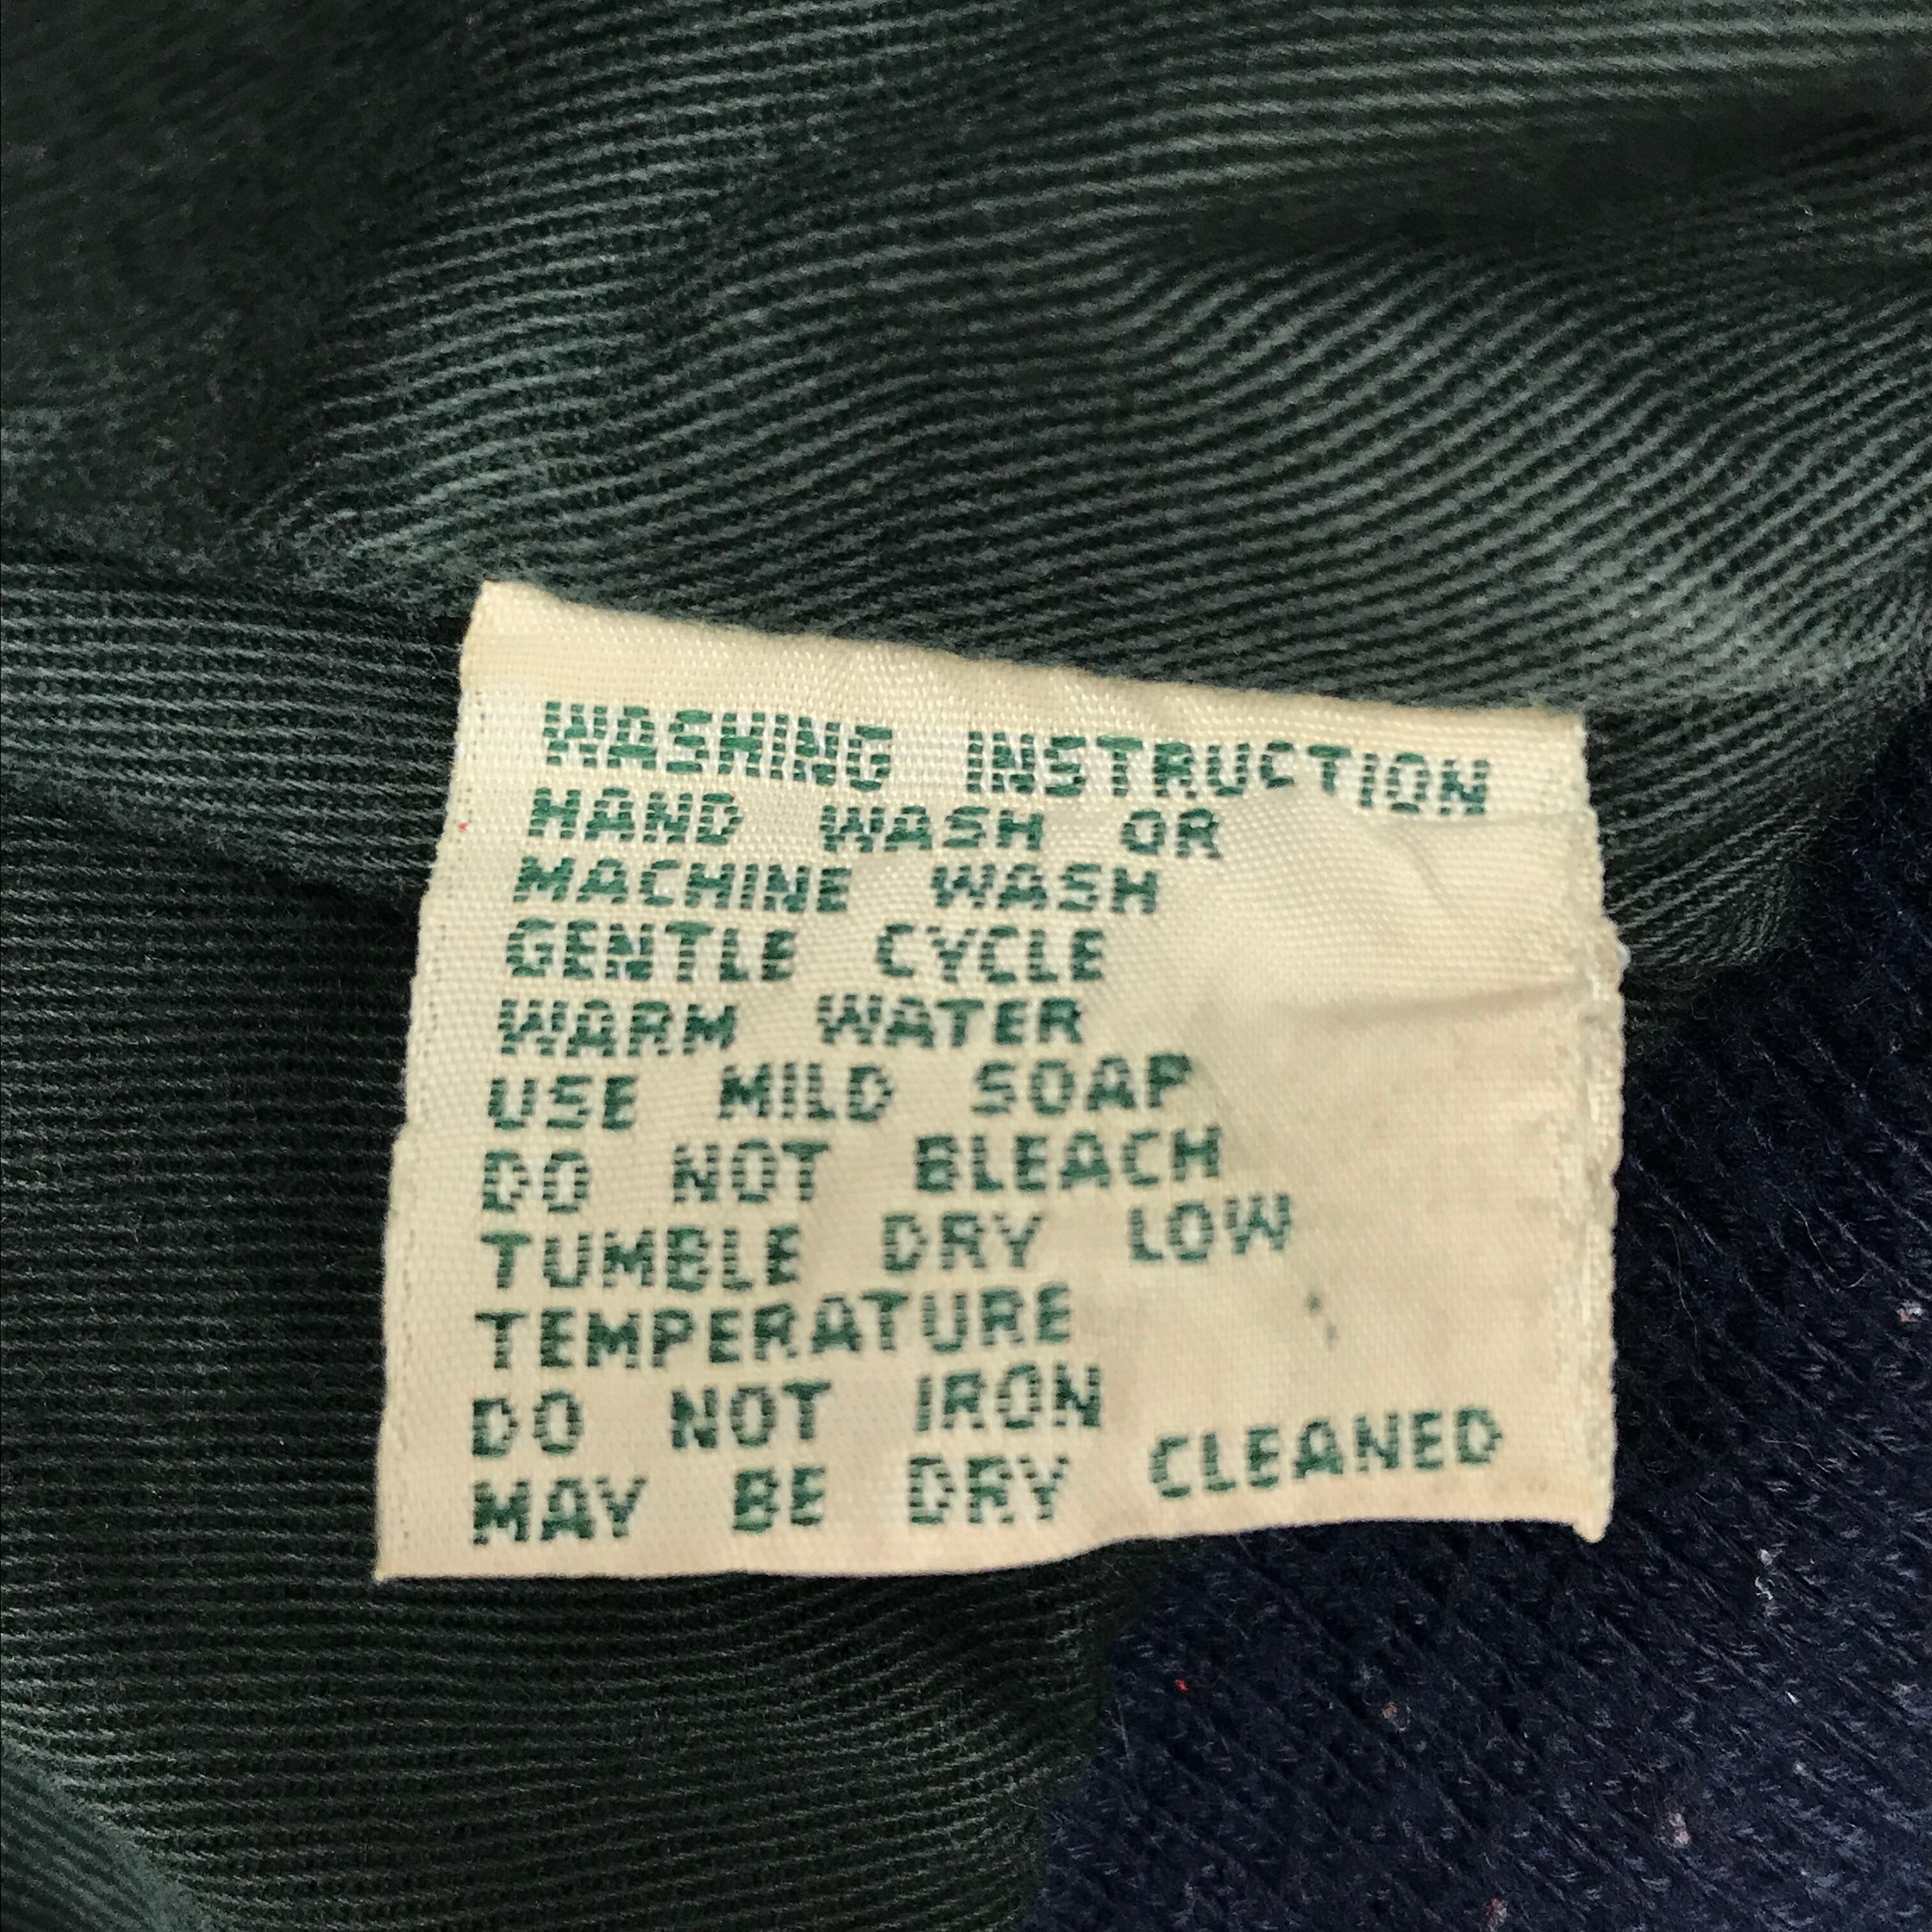 WASHING INSTRUCTION
HAND WASH OR
MACHINE WASH
GENTLE CYCLE
WARM WATER
USE MILD SOAP
DO NOT BLEACH
TUMBLE DRY LOW
TEMPERATURE
DO NOT IRON
MAY BE DRY CLEANED